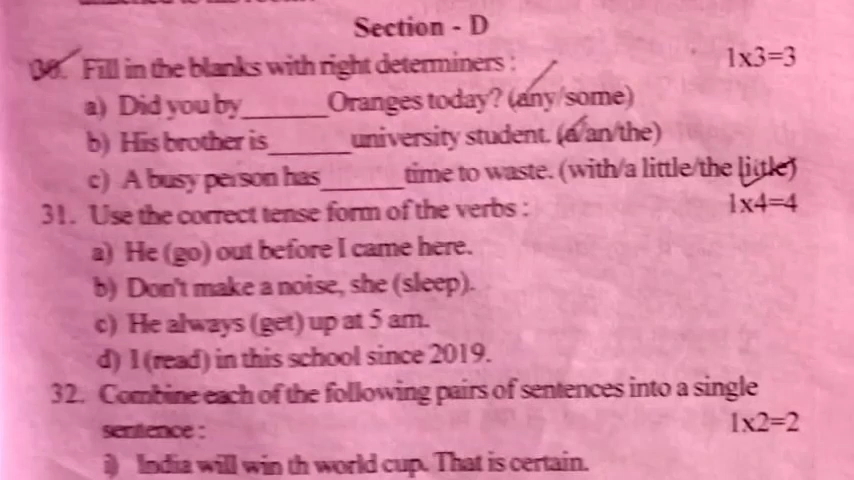 Section - D
30. Fill in the blanks with right determiners : 1x3=3
a) Did you by______Oranges today? (any/some)
b) His brother is______university student. (a/an/the)
c) A busy person has______time to waste. (with/a little/the little)
31. Use the correct tense form of the verbs : 1x4=4
a) He (go) out before I came here.
b) Don't make a noise, she (sleep).
c) He always (get) up at 5 am.
d) I (read) in this school since 2019.
32. Combine each of the following pairs of sentences into a single
sentence : 1x2=2
i) India will win th world cup. That is certain.